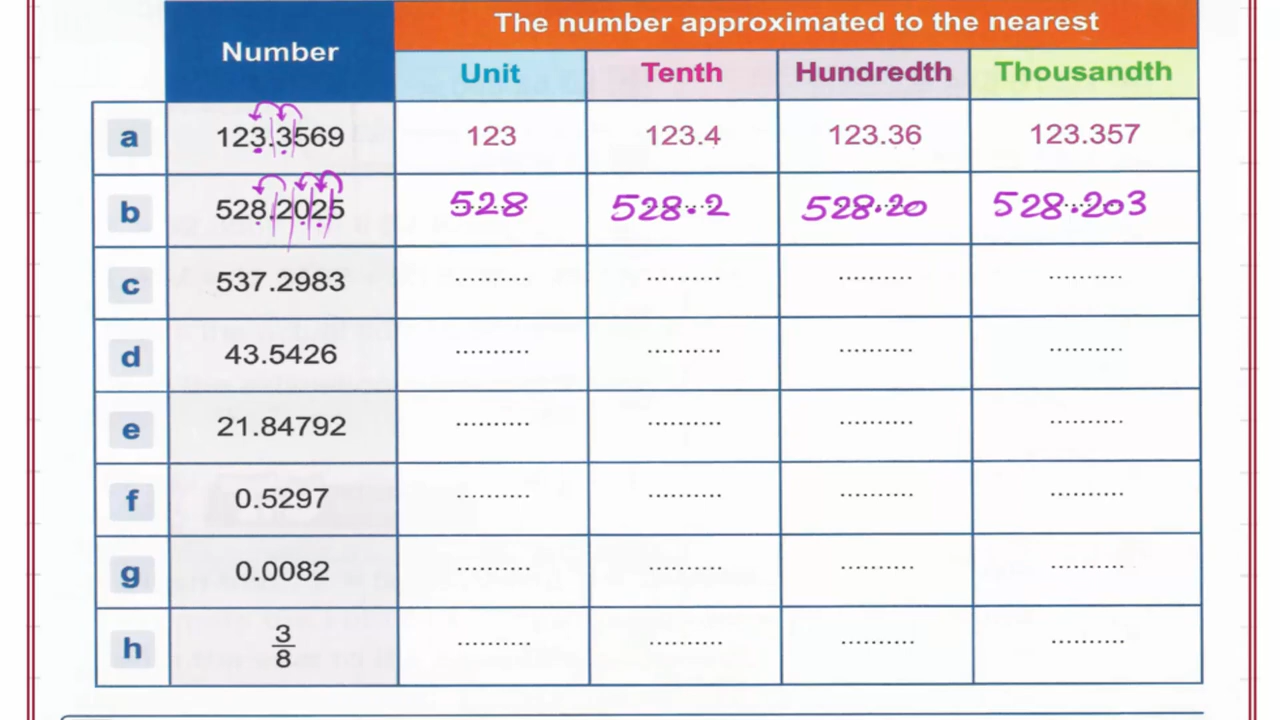 Number
The number approximated to the nearest
Unit Tenth Hundredth Thousandth
a 123.3569 123 123.4 123.36 123.357
b 528.2025 528 528.2 528.20 528.203
c 537.2983 .......... .......... .......... ..........
d 43.5426 .......... .......... .......... ..........
e 21.84792 .......... .......... .......... ..........
f 0.5297 .......... .......... .......... ..........
g 0.0082 .......... .......... .......... ..........
h 3/8 .......... .......... .......... ..........